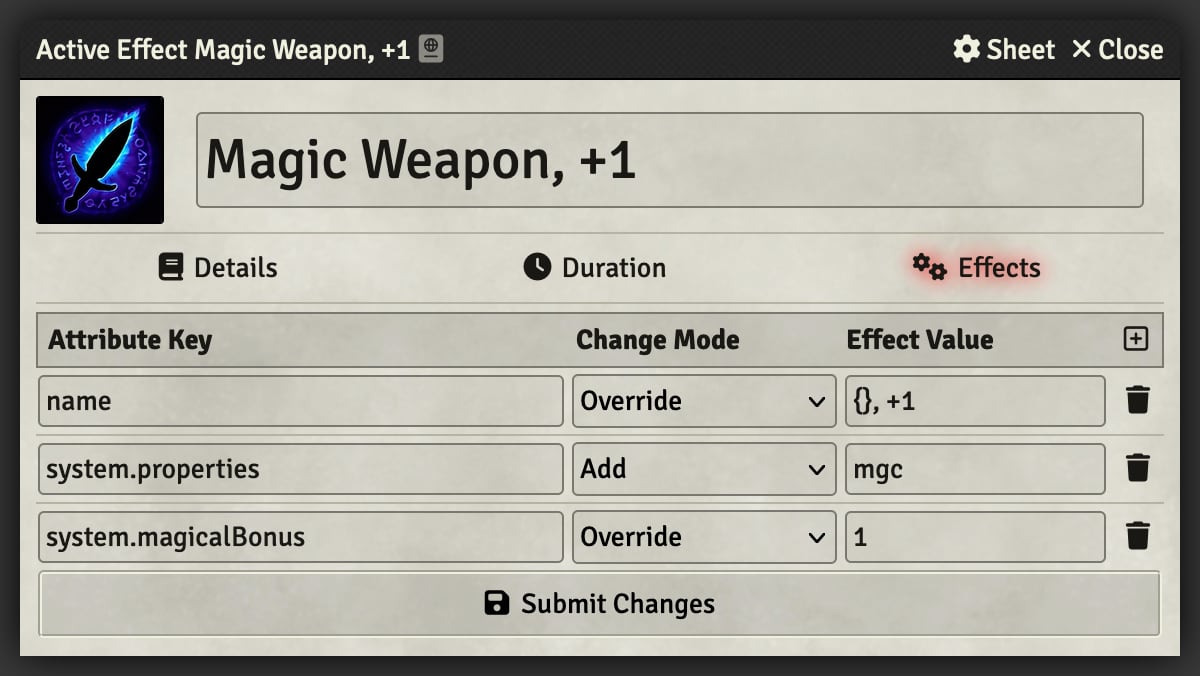 Active Effect Magic Weapon, +1 Sheet Close
Magic Weapon, +1
Details Duration Effects
Attribute Key Change Mode Effect Value
name Override {}, +1
system.properties Add mgc
system.magicalBonus Override 1
Submit Changes